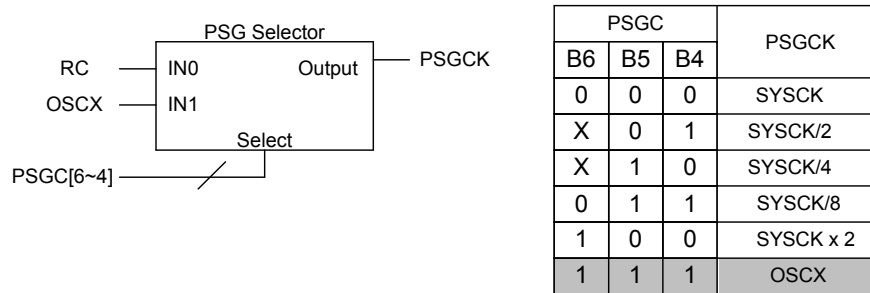 PSG Selector
RC IN0 Output PSGCK
OSCX IN1
Select
PSGC[6~4]
PSGC PSGCK
B6 B5 B4
0 0 0 SYSCK
X 0 1 SYSCK/2
X 1 0 SYSCK/4
0 1 1 SYSCK/8
1 0 0 SYSCK x 2
1 1 1 OSCX